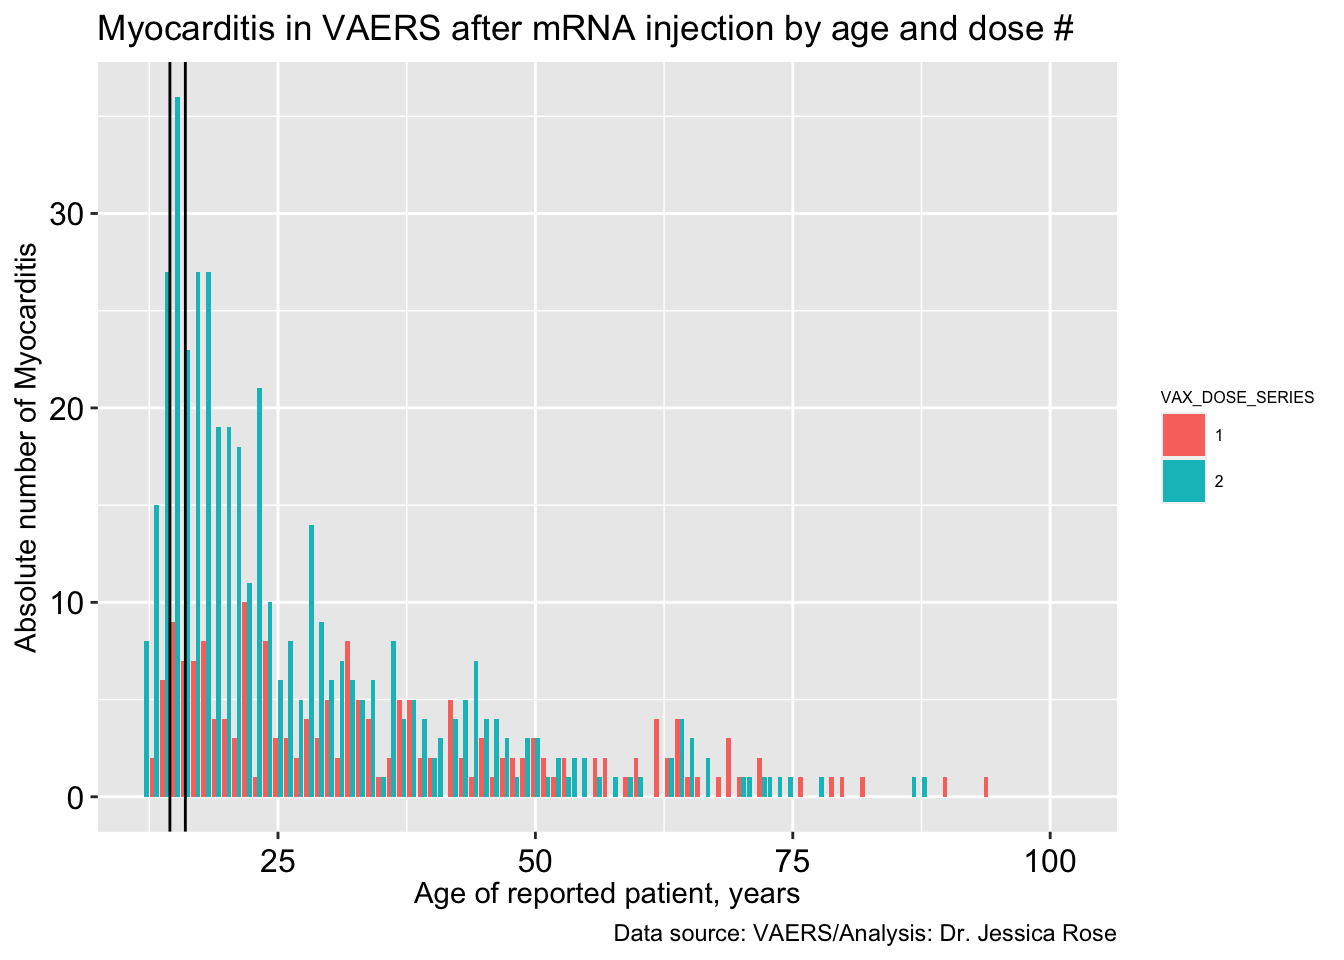 Myocarditis in VAERS after mRNA injection by age and dose #
Absolute number of Myocarditis
30
20
10
0
25 50 75 100
Age of reported patient, years
VAX_DOSE_SERIES
1
2
Data source: VAERS/Analysis: Dr. Jessica Rose